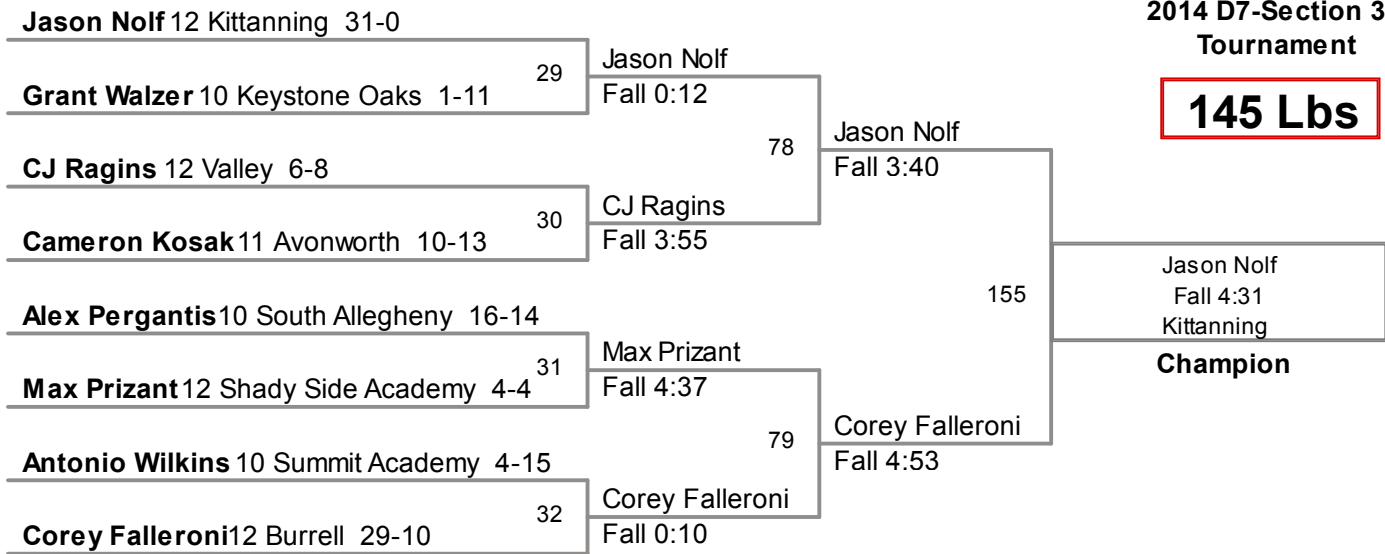 Jason Nolf 12 Kittanning 31-0
2014 D7-Section 3
Tournament
29
Jason Nolf
Grant Walzer 10 Keystone Oaks 1-11
Fall 0:12
145 Lbs
78
Jason Nolf
CJ Ragins 12 Valley 6-8
Fall 3:40
30
CJ Ragins
Cameron Kosak 11 Avonworth 10-13
Fall 3:55
155
Jason Nolf
Fall 4:31
Kittanning
Champion
Alex Pergantis 10 South Allegheny 16-14
31
Max Prizant
Max Prizant 12 Shady Side Academy 4-4
Fall 4:37
79
Corey Falleroni
Antonio Wilkins 10 Summit Academy 4-15
Fall 4:53
32
Corey Falleroni
Corey Falleroni 12 Burrell 29-10
Fall 0:10